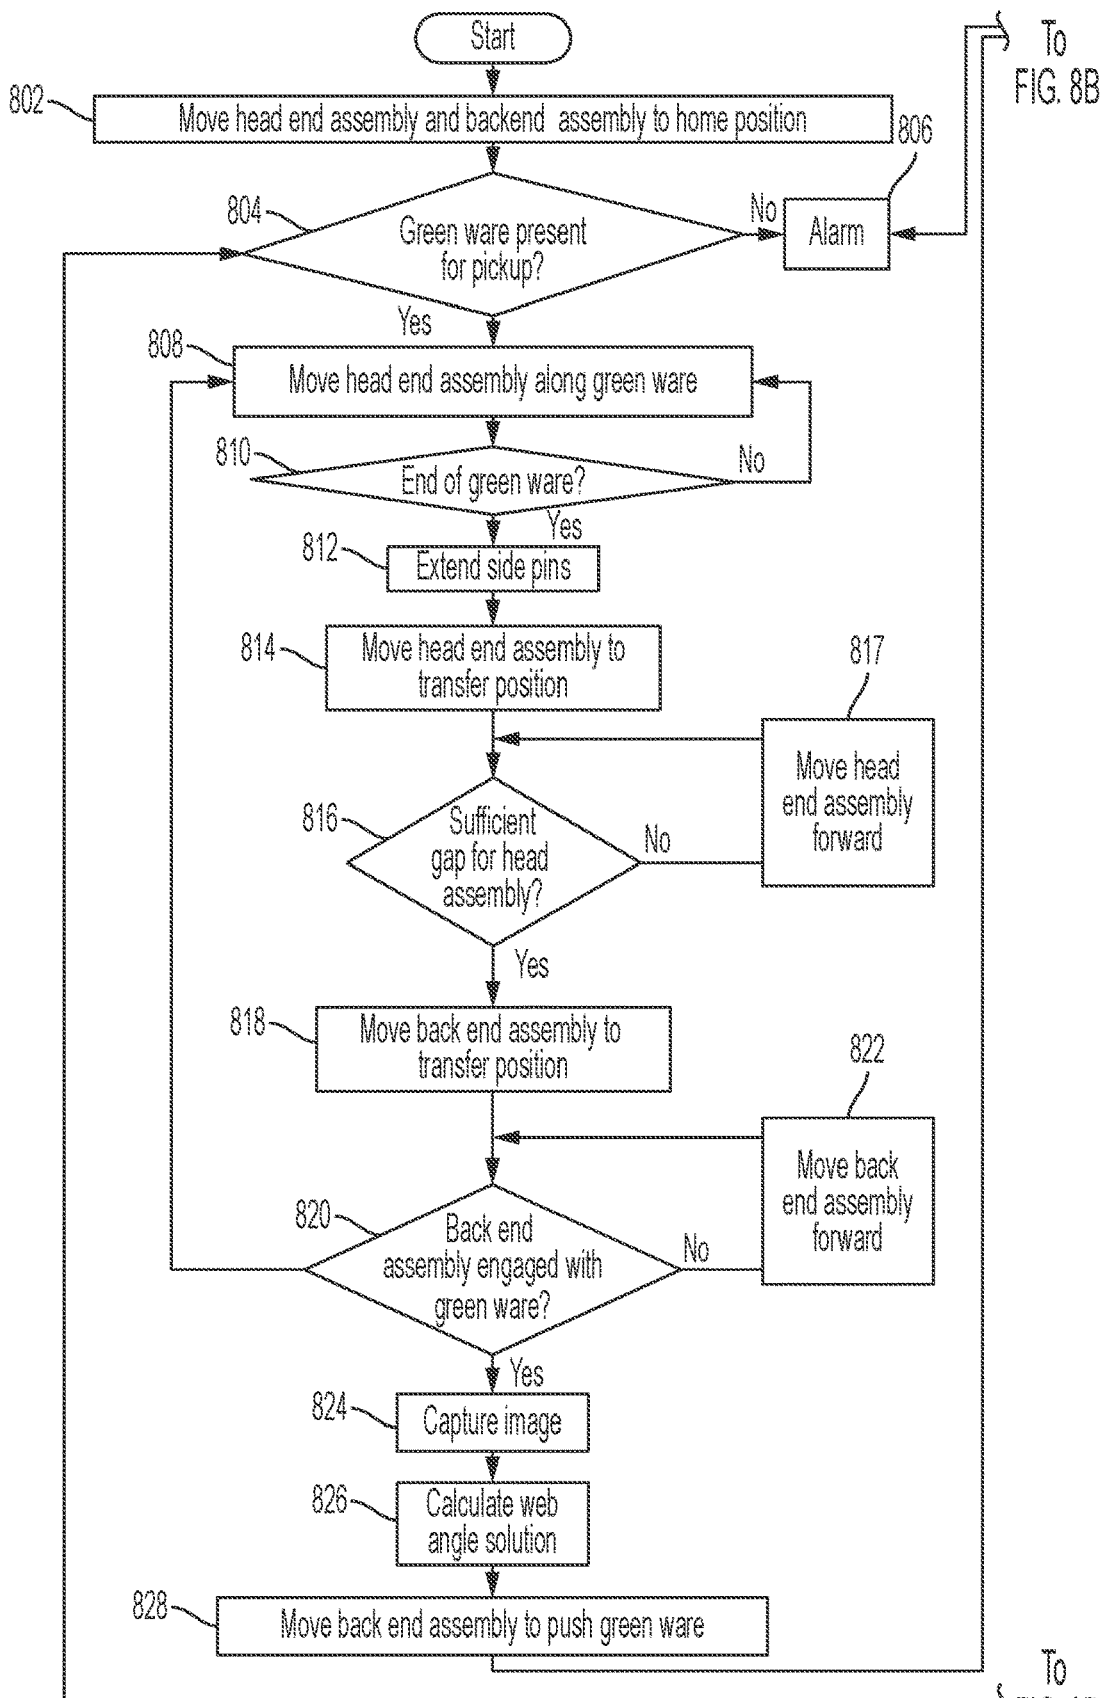 Start
To
FIG. 8B
802
Move head end assembly and backend assembly to home position
806
804
Green ware present
for pickup?
No
Alarm
Yes
808
Move head end assembly along green ware
810
End of green ware?
No
Yes
812
Extend side pins
814
Move head end assembly to
transfer position
817
Move head
end assembly
forward
816
Sufficient
gap for head
assembly?
No
Yes
818
Move back end assembly to
transfer position
822
Move back
end assembly
forward
820
Back end
assembly engaged with
green ware?
No
Yes
824
Capture image
826
Calculate web
angle solution
828
Move back end assembly to push green ware
To